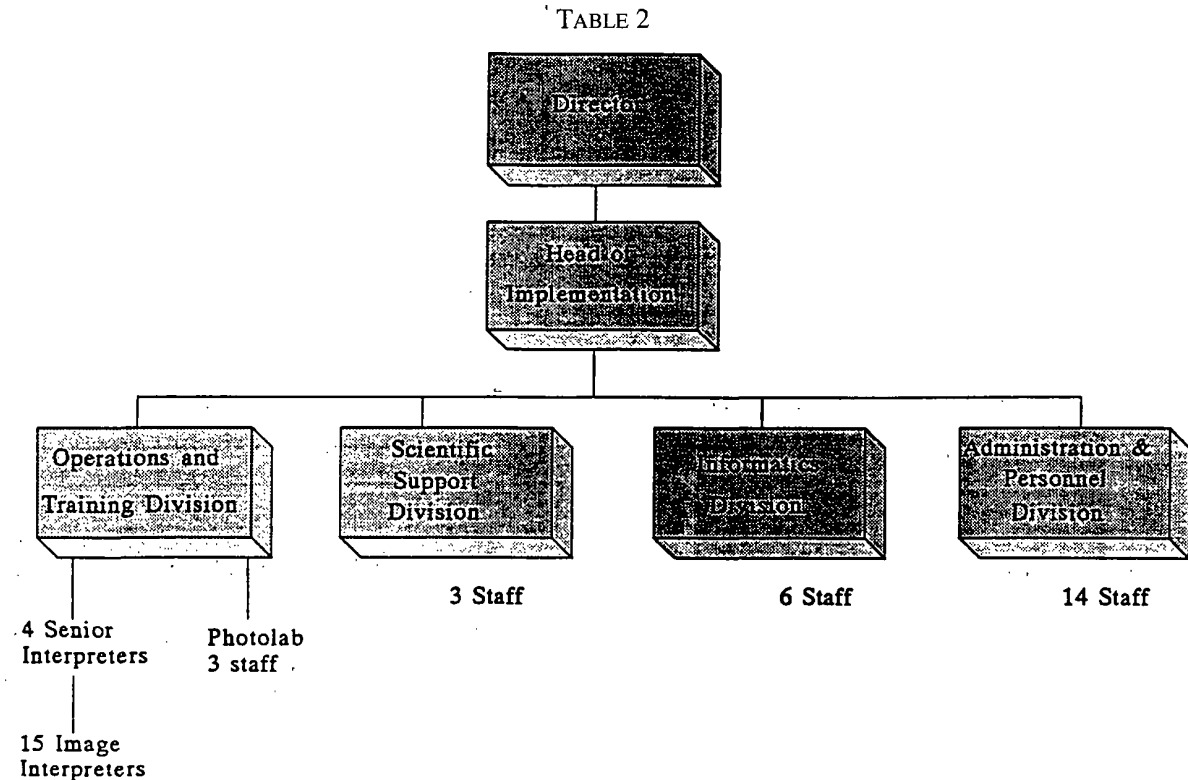 TABLE 2
Director
Head of
Implementation
Operations and
Training Division
Scientific
Support
Division
Informatics
Division
Administration &
Personnel
Division
3 Staff
6 Staff
14 Staff
4 Senior
Interpreters
Photolab
3 staff
15 Image
Interpreters